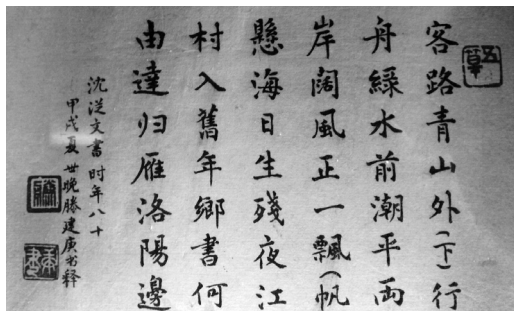 客路青山外(下)行
舟綠水前潮平両
岸闊風正一飄(帆
懸海日生殘夜江
村入舊年鄉書何
由達归雁洛陽邊
沈從文書时年八十
甲戌夏 世晚滕建庚书释